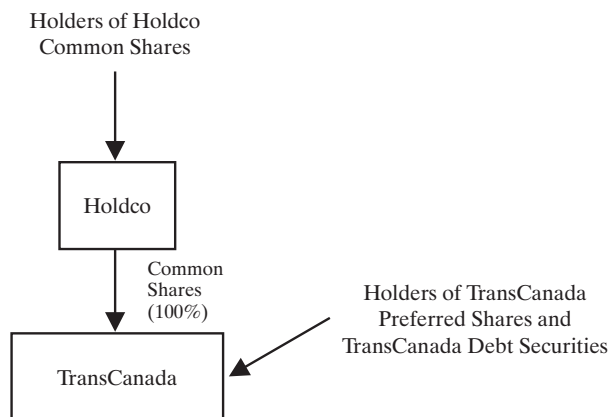 Holders of Holdco
Common Shares
Holdco
Common
Shares
(100%)
Holders of TransCanada
Preferred Shares and
TransCanada Debt Securities
TransCanada